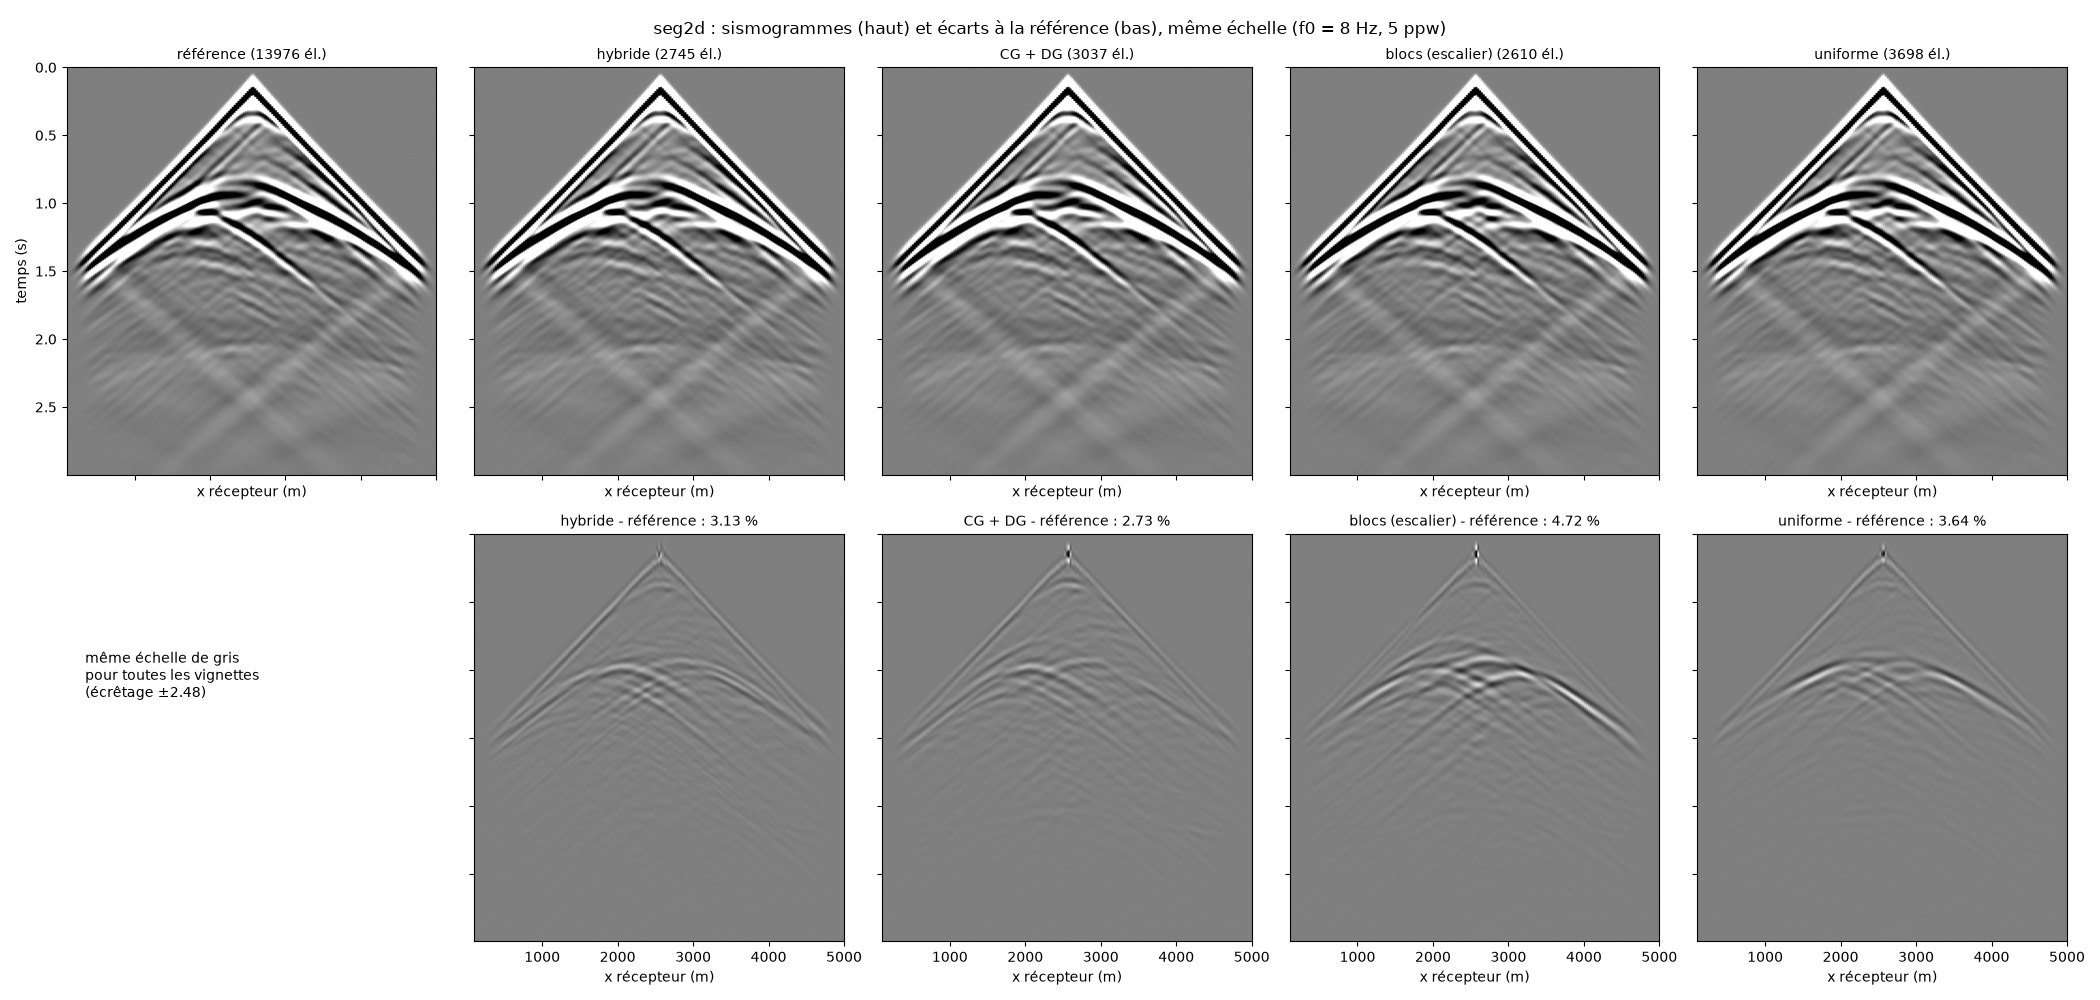 seg2d : sismogrammes (haut) et écarts à la référence (bas), même échelle (f0 = 8 Hz, 5 ppw)
référence (13976 él.)
hybride (2745 él.)
CG + DG (3037 él.)
blocs (escalier) (2610 él.)
uniforme (3698 él.)
0.0
0.5
1.0
1.5
2.0
2.5
temps (s)
x récepteur (m)
x récepteur (m)
x récepteur (m)
x récepteur (m)
x récepteur (m)
hybride - référence : 3.13 %
CG + DG - référence : 2.73 %
blocs (escalier) - référence : 4.72 %
uniforme - référence : 3.64 %
même échelle de gris
pour toutes les vignettes
(écrêtage ±2.48)
1000 2000 3000 4000 5000
1000 2000 3000 4000 5000
1000 2000 3000 4000 5000
1000 2000 3000 4000 5000
x récepteur (m)
x récepteur (m)
x récepteur (m)
x récepteur (m)